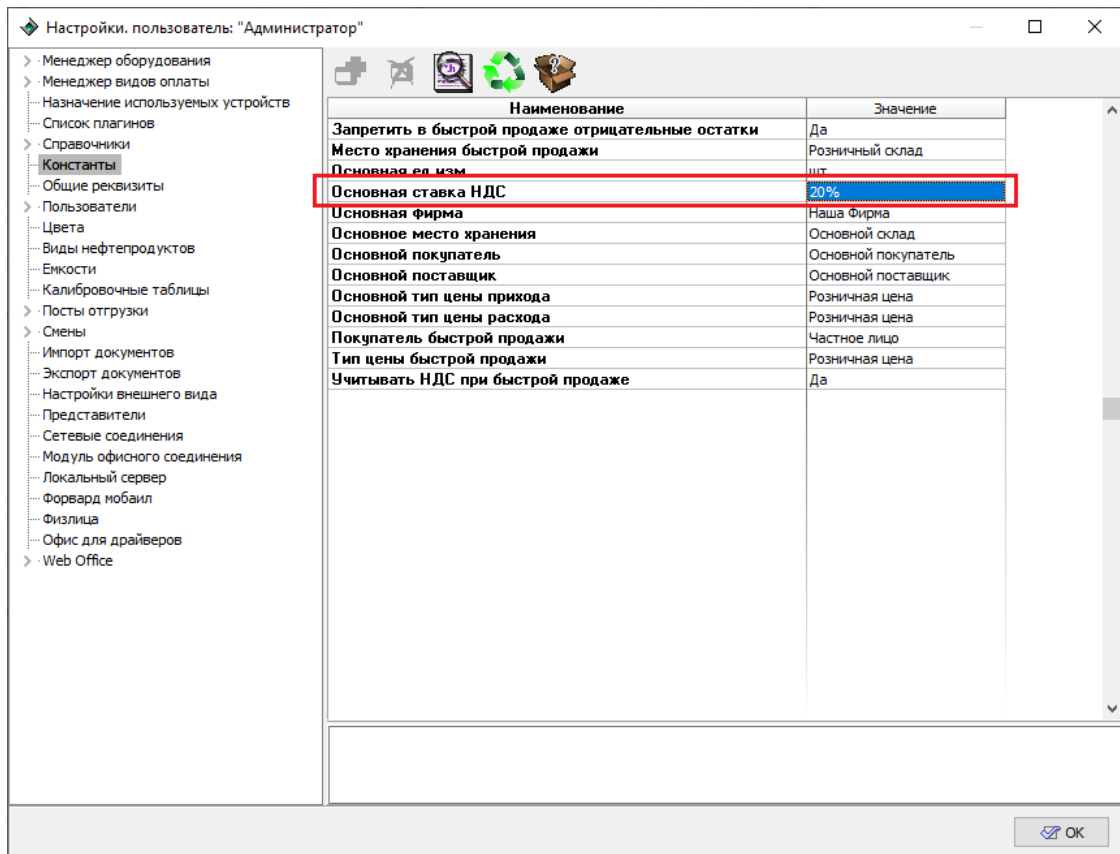 Настройки. пользователь: "Администратор"
Менеджер оборудования
Менеджер видов оплаты
Назначение используемых устройств
Список плагинов
Справочники
Константы
Общие реквизиты
Пользователи
Цвета
Виды нефтепродуктов
Емкости
Калибровочные таблицы
Посты отгрузки
Смены
Импорт документов
Экспорт документов
Настройки внешнего вида
Представители
Сетевые соединения
Модуль офисного соединения
Локальный сервер
Форвард мобаил
Физлица
Офис для драйверов
Web Office
Наименование Значение
Запретить в быстрой продаже отрицательные остатки Да
Место хранения быстрой продажи Розничный склад
Основная ед.изм. шт
Основная ставка НДС 20%
Основная фирма Наша Фирма
Основное место хранения Основной склад
Основной покупатель Основной покупатель
Основной поставщик Основной поставщик
Основной тип цены прихода Розничная цена
Основной тип цены расхода Розничная цена
Покупатель быстрой продажи Частное лицо
Тип цены быстрой продажи Розничная цена
Учитывать НДС при быстрой продаже Да
OK